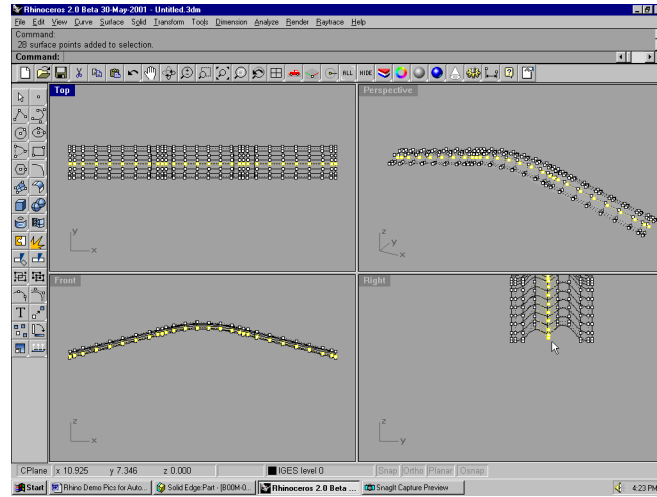 Rhinoceros 2.0 Beta 30-May-2001 - Untitled.3dm
File Edit View Curve Surface Solid Transform Tools Dimension Analyze Render Raytrace Help
Command:
28 surface points added to selection.
Command:
ALL HIDE
Top
Perspective
y
x
z
y
x
Front
Right
T
z
x
z
y
CPlane x 10.925 y 7.346 z 0.000 IGES level 0 Snap Ortho Planar Osnap
Start Rhino Demo Pics for Auto... Solid Edge:Part - [BOOM-0... Rhinoceros 2.0 Beta ... SnagIt Capture Preview 4:23 PM